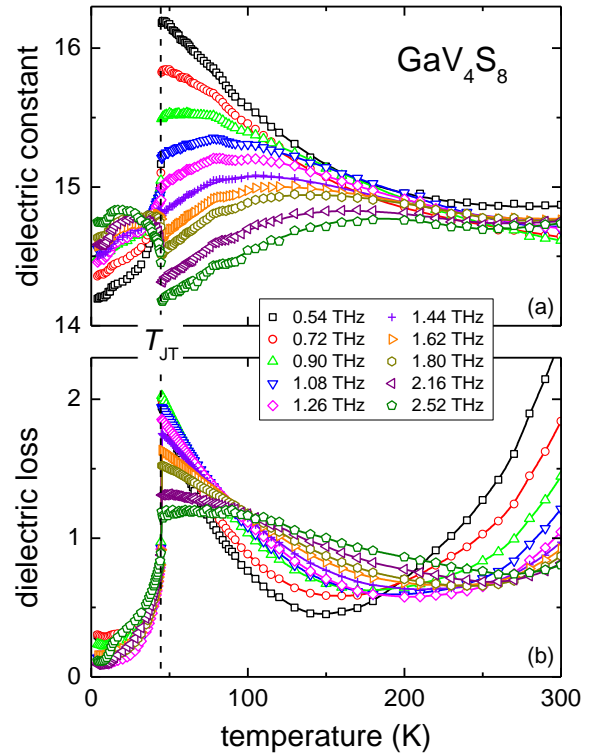 16
15
14
dielectric constant
GaV₄S₈
(a)
T_JT
0.54 THz
0.72 THz
0.90 THz
1.08 THz
1.26 THz
1.44 THz
1.62 THz
1.80 THz
2.16 THz
2.52 THz
2
1
0
dielectric loss
(b)
0 100 200 300
temperature (K)